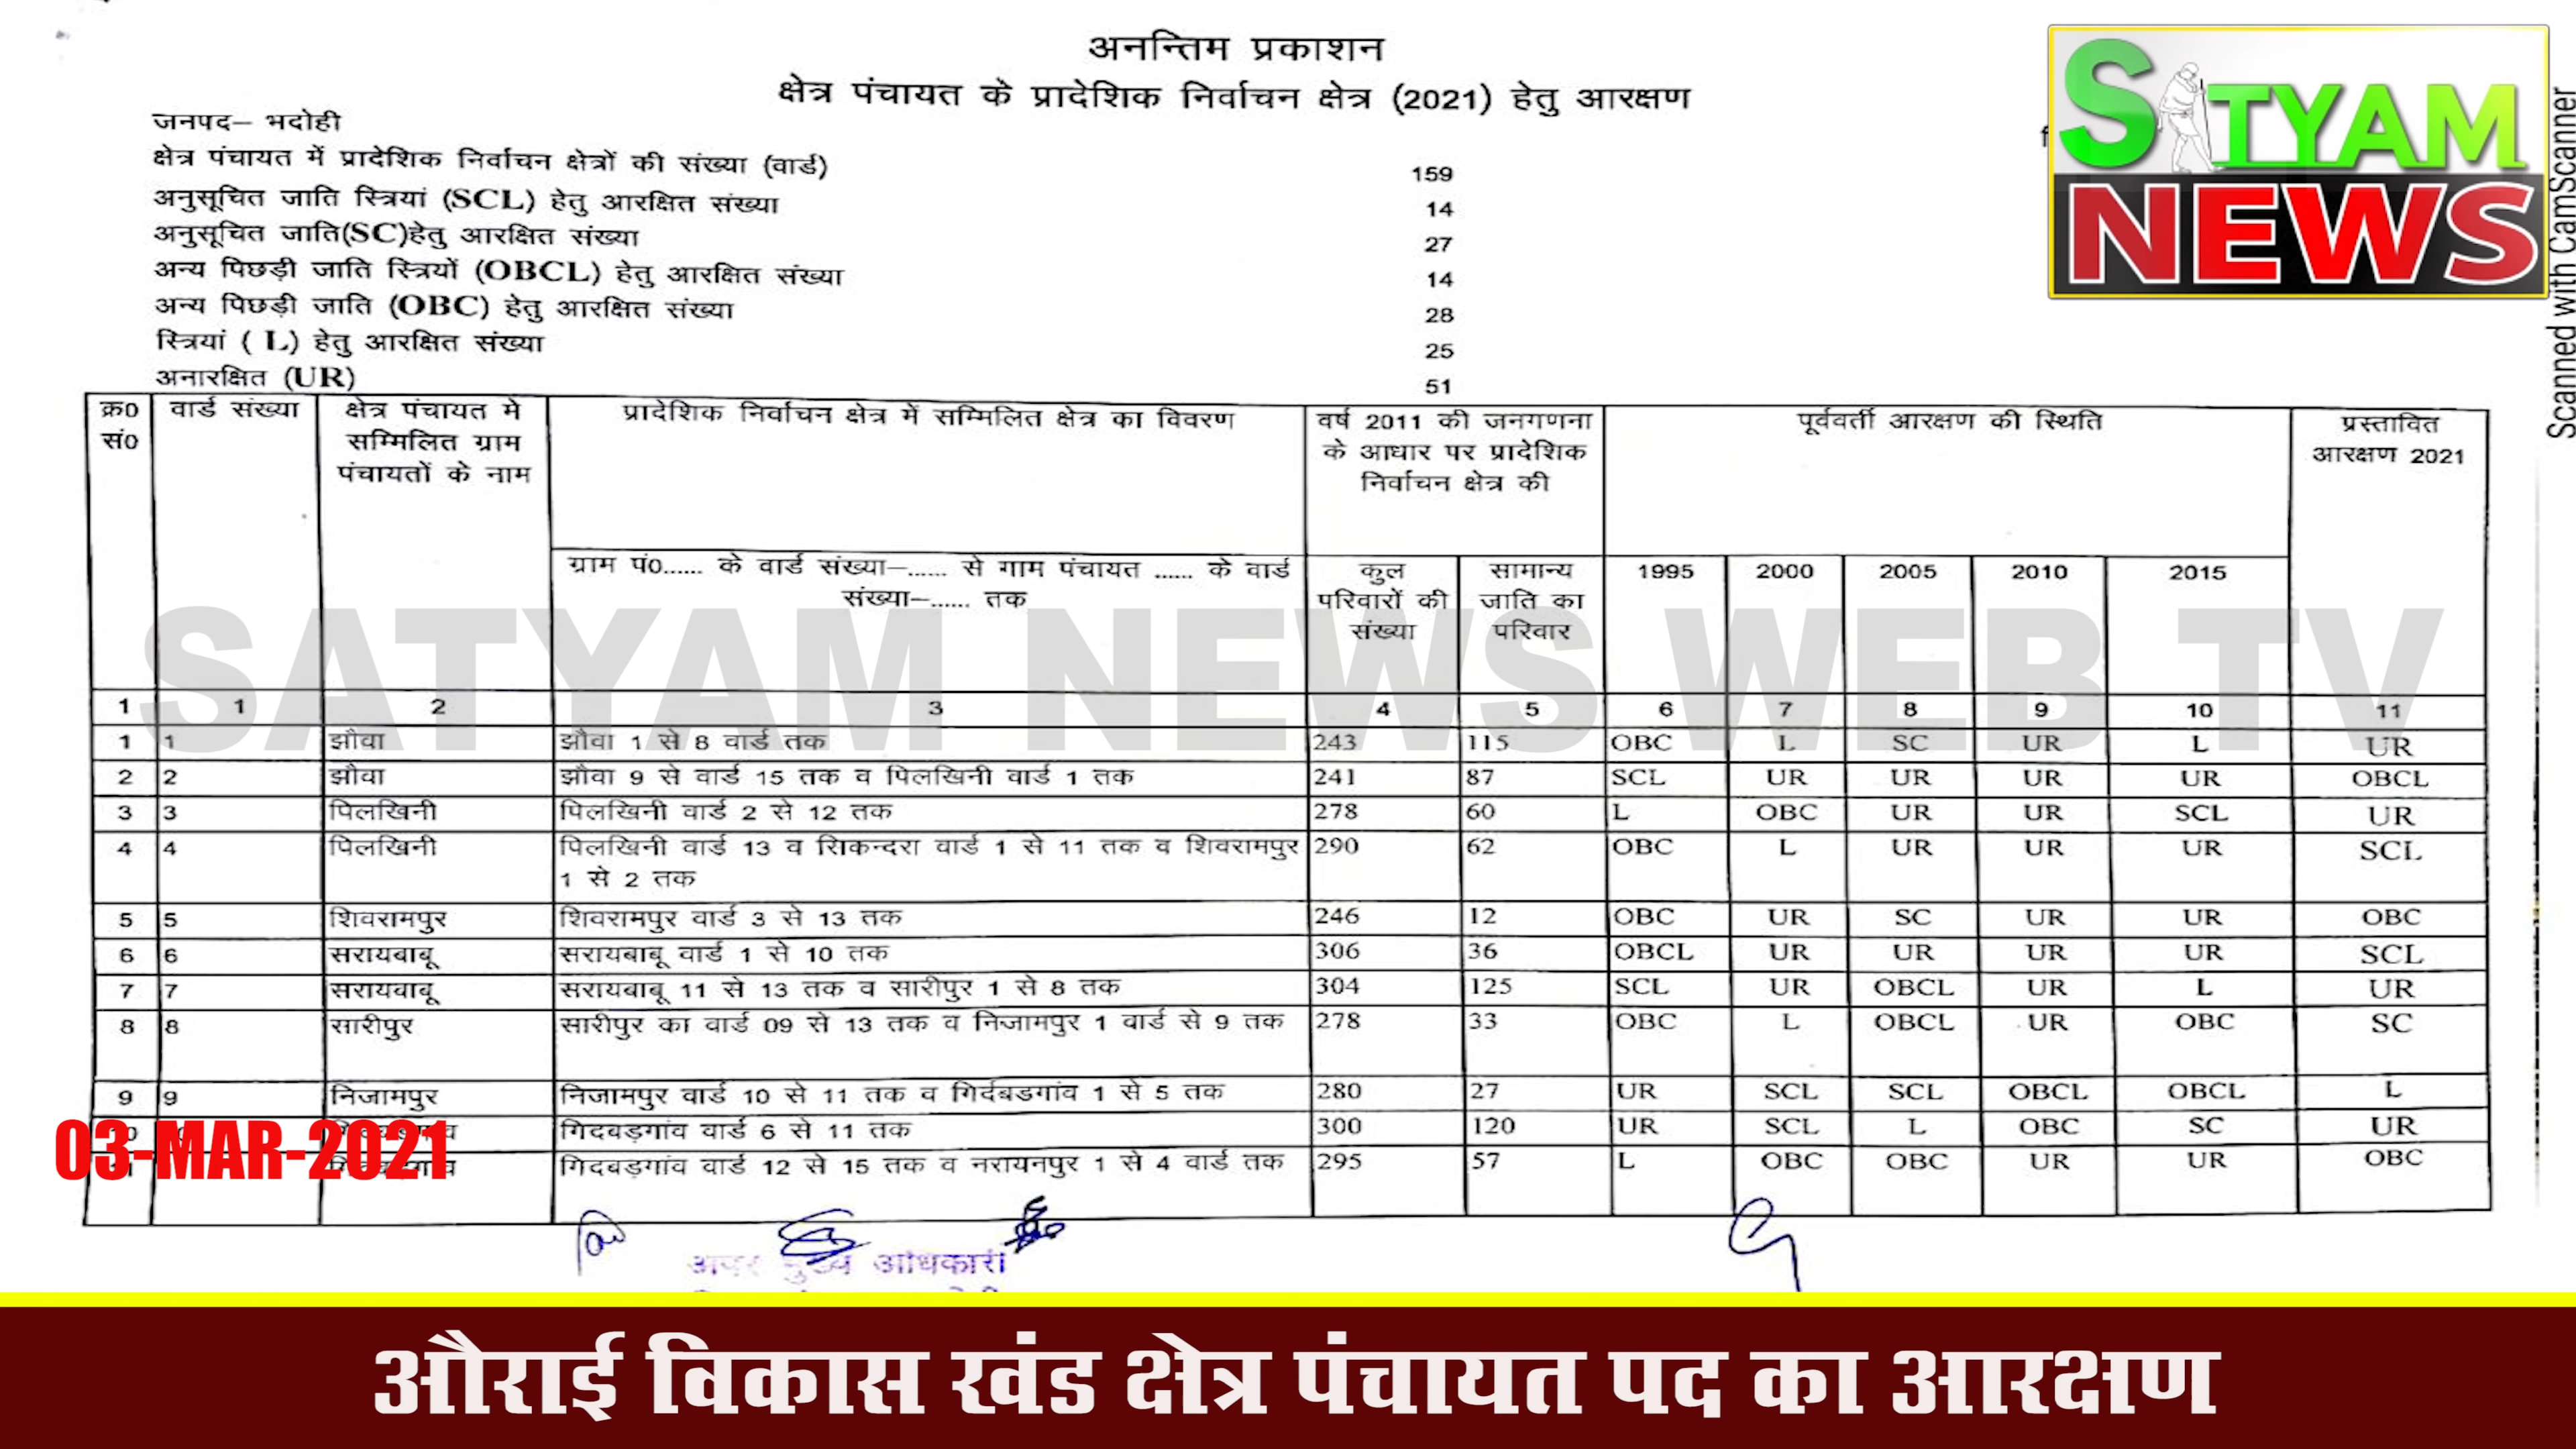 अनन्तिम प्रकाशन
क्षेत्र पंचायत के प्रादेशिक निर्वाचन क्षेत्र (2021) हेतु आरक्षण
SATYAM
NEWS
Scanned with CamScanner
जनपद– भदोही
क्षेत्र पंचायत में प्रादेशिक निर्वाचन क्षेत्रों की संख्या (वार्ड) 159
अनुसूचित जाति स्त्रियां (SCL) हेतु आरक्षित संख्या 14
अनुसूचित जाति(SC)हेतु आरक्षित संख्या 27
अन्य पिछड़ी जाति स्त्रियों (OBCL) हेतु आरक्षित संख्या 14
अन्य पिछड़ी जाति (OBC) हेतु आरक्षित संख्या 28
स्त्रियां ( L) हेतु आरक्षित संख्या 25
अनारक्षित (UR) 51
क्र0 सं0 वार्ड संख्या क्षेत्र पंचायत मे सम्मिलित ग्राम पंचायतों के नाम प्रादेशिक निर्वाचन क्षेत्र में सम्मिलित क्षेत्र का विवरण वर्ष 2011 की जनगणना के आधार पर प्रादेशिक निर्वाचन क्षेत्र की पूर्ववर्ती आरक्षण की स्थिति प्रस्तावित आरक्षण 2021
ग्राम पं0...... के वार्ड संख्या–...... से गाम पंचायत ...... के वार्ड संख्या–...... तक कुल परिवारों की संख्या सामान्य जाति का परिवार 1995 2000 2005 2010 2015
SATYAM NEWS WEB TV
1 1 2 3 4 5 6 7 8 9 10 11
1 1 झौवा झौवा 1 से 8 वार्ड तक 243 115 OBC L SC UR L UR
2 2 झौवा झौवा 9 से वार्ड 15 तक व पिलखिनी वार्ड 1 तक 241 87 SCL UR UR UR UR OBCL
3 3 पिलखिनी पिलखिनी वार्ड 2 से 12 तक 278 60 L OBC UR UR SCL UR
4 4 पिलखिनी पिलखिनी वार्ड 13 व सिकन्दरा वार्ड 1 से 11 तक व शिवरामपुर 290 62 OBC L UR UR UR SCL
1 से 2 तक
5 5 शिवरामपुर शिवरामपुर वार्ड 3 से 13 तक 246 12 OBC UR SC UR UR OBC
6 6 सरायबाबू सरायबाबू वार्ड 1 से 10 तक 306 36 OBCL UR UR UR UR SCL
7 7 सरायबाबू सरायबाबू 11 से 13 तक व सारीपुर 1 से 8 तक 304 125 SCL UR OBCL UR L UR
8 8 सारीपुर सारीपुर का वार्ड 09 से 13 तक व निजामपुर 1 वार्ड से 9 तक 278 33 OBC L OBCL UR OBC SC
9 9 निजामपुर निजामपुर वार्ड 10 से 11 तक व गिर्दबडगांव 1 से 5 तक 280 27 UR SCL SCL OBCL OBCL L
गिदबड़गांव वार्ड 6 से 11 तक 300 120 UR SCL L OBC SC UR
03-MAR-2021
गिदबड़गांव वार्ड 12 से 15 तक व नरायनपुर 1 से 4 वार्ड तक 295 57 L OBC OBC UR UR OBC
अपर मुख्य अधिकारी
औराई विकास खंड क्षेत्र पंचायत पद का आरक्षण